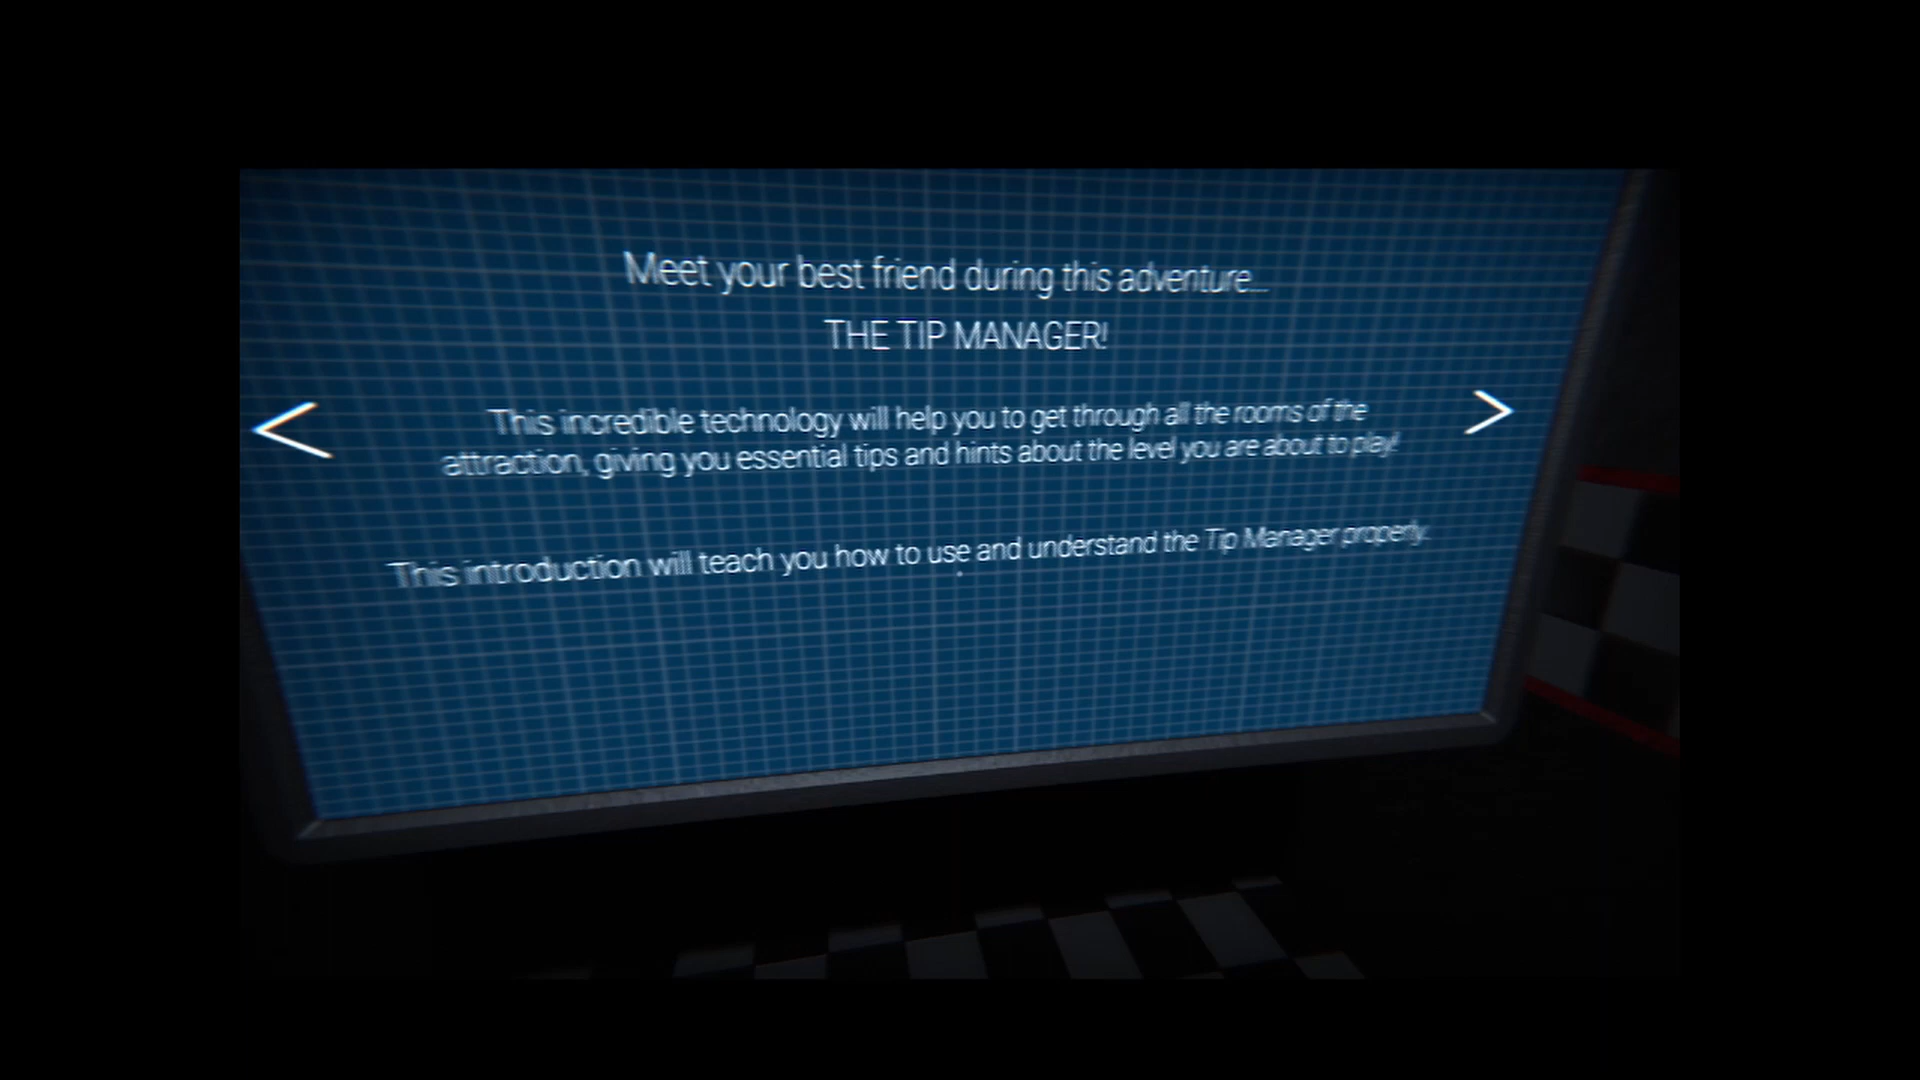 Meet your best friend during this adventure...
THE TIP MANAGER!
This incredible technology will help you to get through all the rooms of the
attraction, giving you essential tips and hints about the level you are about to play!
This introduction will teach you how to use and understand the Tip Manager properly.